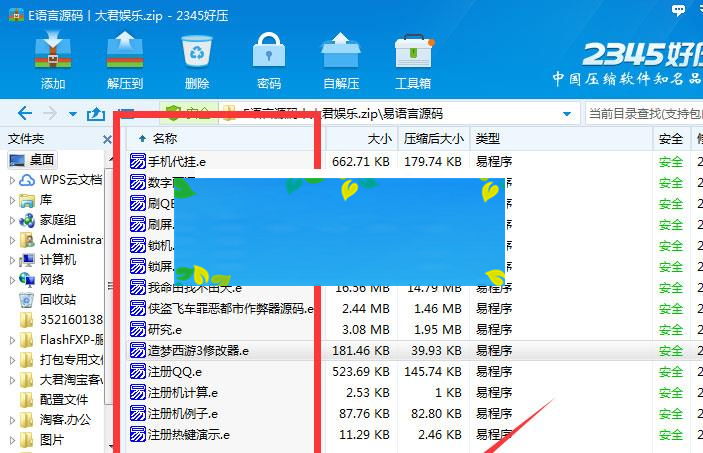 E语言源码丨大君娱乐.zip - 2345好压
添加 解压到 删除 密码 自解压 工具箱
2345好压
中国压缩软件知名品
安全 E语言源码丨大君娱乐.zip\易语言源码 当前目录查找(支持包
文件夹 名称 大小 压缩后大小 类型 安全
桌面 手机代挂.e 662.71 KB 179.74 KB 易程序 安全 2
WPS云文档 数字 安全 2
库 刷QB 安全 2
家庭组 刷屏. 安全 2
Administrat 锁机. 安全 2
计算机 锁屏. 安全 2
网络 我命由我不由天.e 16.56 MB 14.79 MB 易程序 安全 2
回收站 侠盗飞车罪恶都市作弊器源码.e 2.44 MB 1.46 MB 易程序 安全 2
352160138 研究.e 3.08 MB 1.95 MB 易程序 安全 2
FlashFXP-服 造梦西游3修改器.e 181.46 KB 39.93 KB 易程序 安全 2
打包专用文件 注册QQ.e 523.69 KB 145.74 KB 易程序 安全 2
大君淘宝客w 注册机计算.e 2.53 KB 1 KB 易程序 安全 2
配置文件 注册机例子.e 87.76 KB 82.80 KB 易程序 安全 2
淘客.办公 注册热键演示.e 11.29 KB 2.46 KB 易程序 安全 2
图片